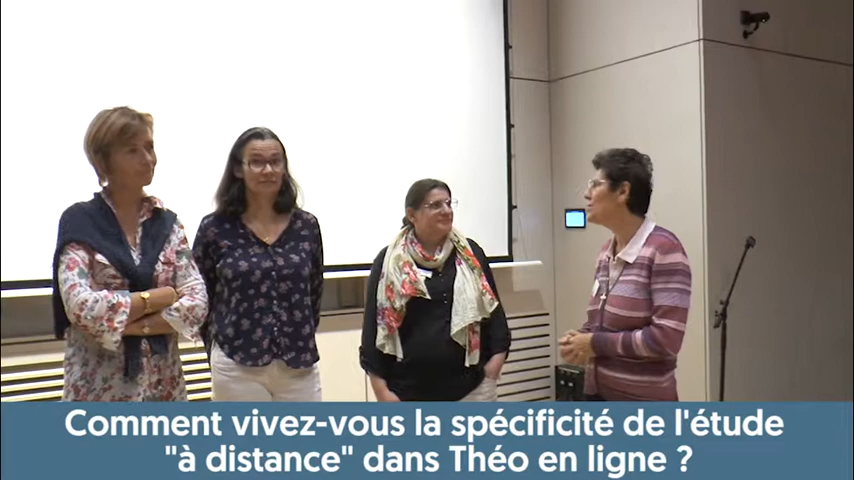 Comment vivez-vous la spécificité de l'étude
"à distance" dans Théo en ligne ?